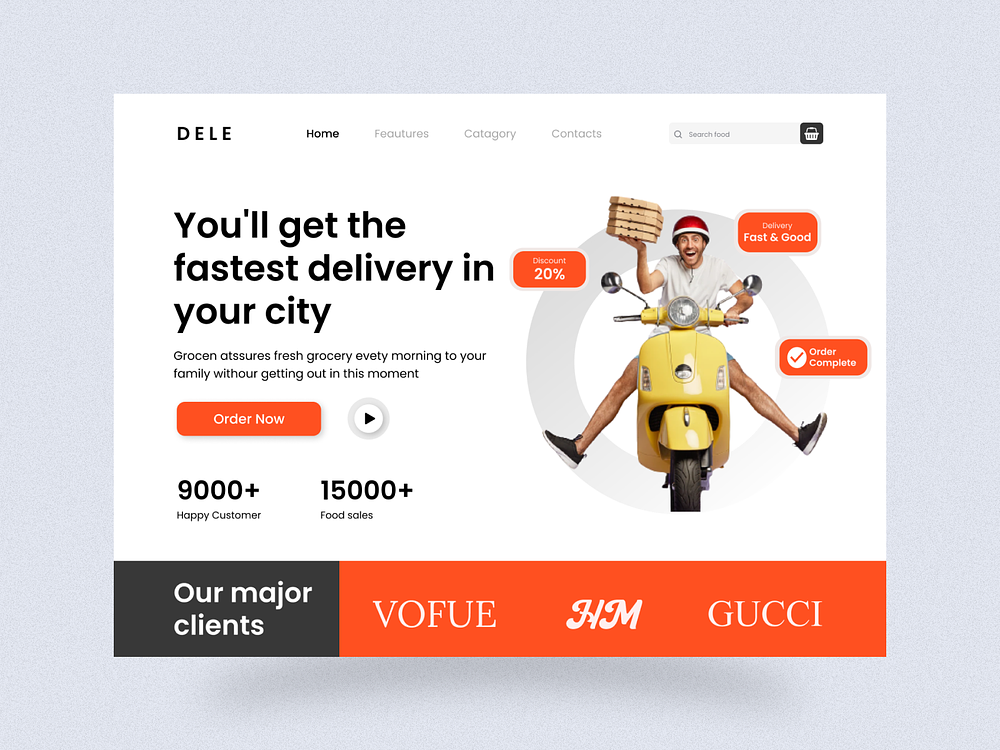 DELE
Home Feautures Catagory Contacts
Search food
You'll get the
fastest delivery in
your city
Grocen atssures fresh grocery evety morning to your
family withour getting out in this moment
Order Now
9000+
Happy Customer
15000+
Food sales
Discount
20%
Delivery
Fast & Good
Order
Complete
Our major
clients
VOFUE
HM
GUCCI